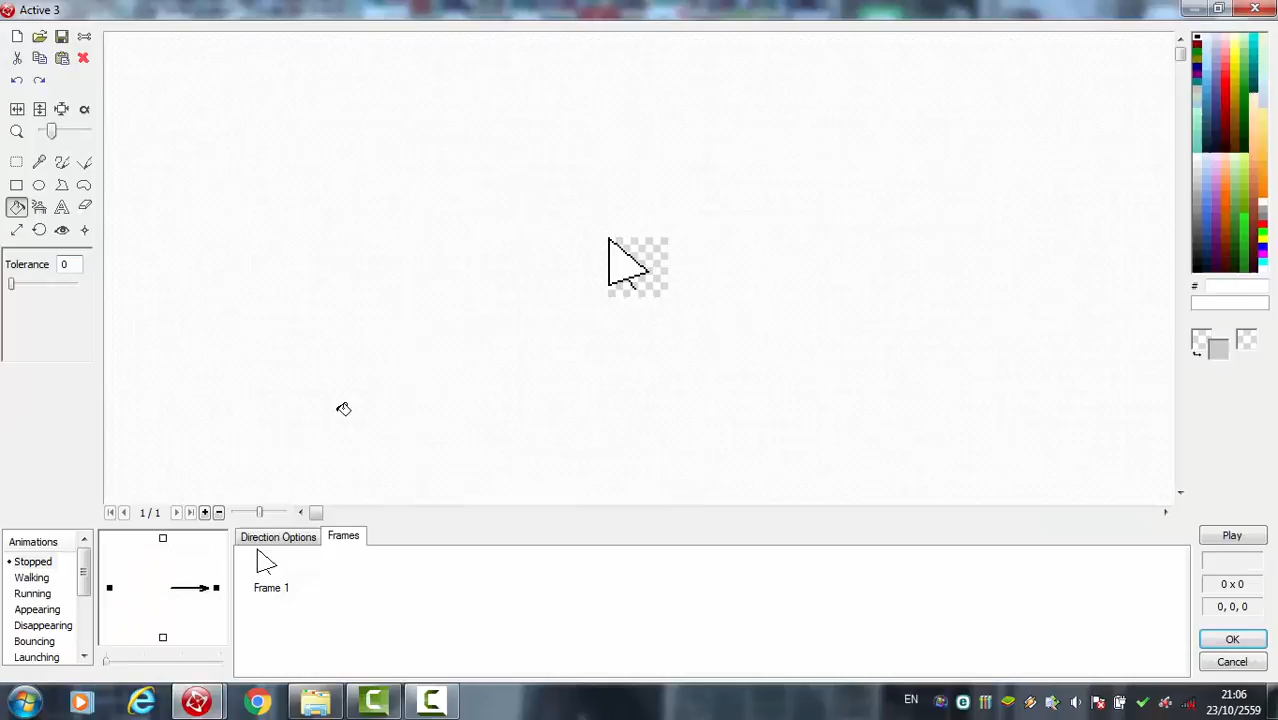 Active 3
Tolerance 0
#
1 / 1
Animations
Stopped
Walking
Running
Appearing
Disappearing
Bouncing
Launching
Direction Options
Frames
Frame 1
Play
0 x 0
0, 0, 0
OK
Cancel
EN
21:06
23/10/2559